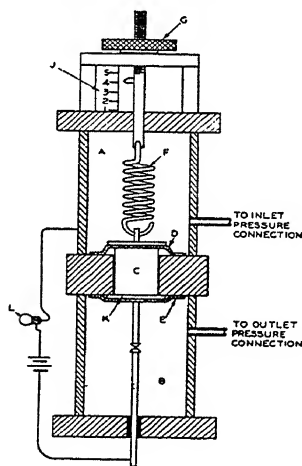 G
J
5
4
3
2
1
A
F
TO INLET
PRESSURE
CONNECTION
D
C
L
K
E
TO OUTLET
PRESSURE
CONNECTION
B